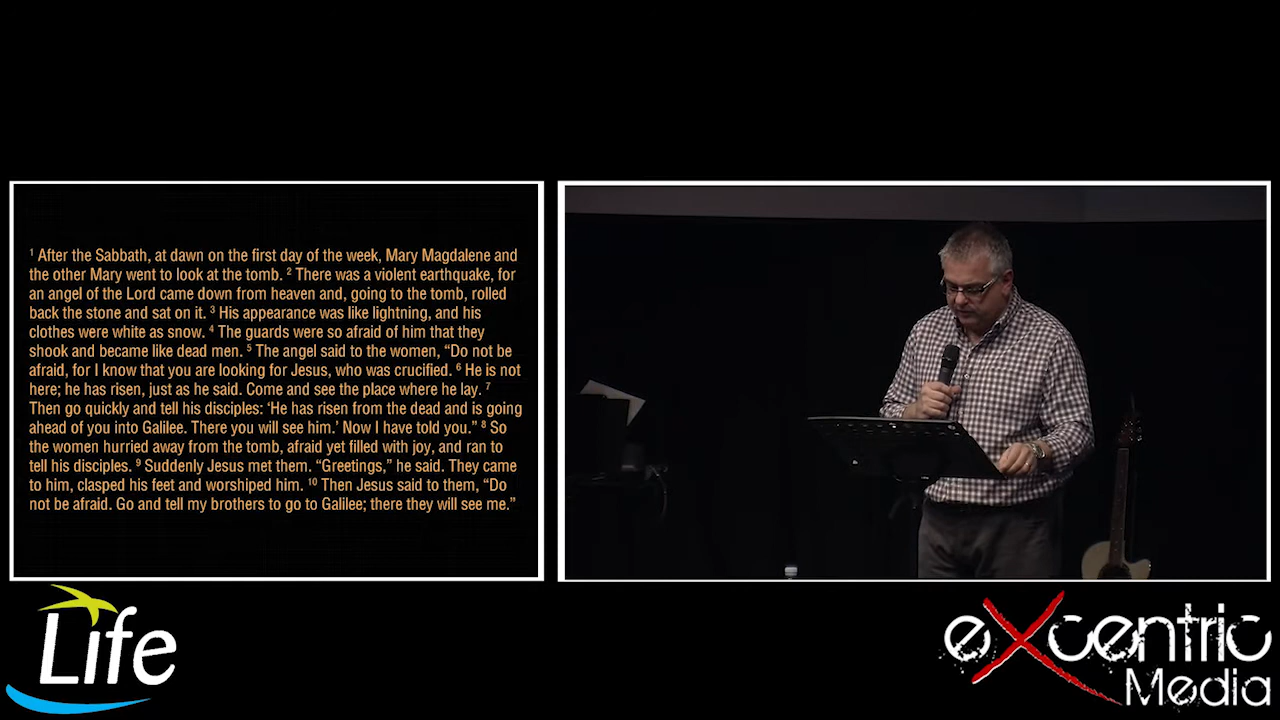 ¹ After the Sabbath, at dawn on the first day of the week, Mary Magdalene and
the other Mary went to look at the tomb. ² There was a violent earthquake, for
an angel of the Lord came down from heaven and, going to the tomb, rolled
back the stone and sat on it. ³ His appearance was like lightning, and his
clothes were white as snow. ⁴ The guards were so afraid of him that they
shook and became like dead men. ⁵ The angel said to the women, “Do not be
afraid, for I know that you are looking for Jesus, who was crucified. ⁶ He is not
here; he has risen, just as he said. Come and see the place where he lay. ⁷
Then go quickly and tell his disciples: ‘He has risen from the dead and is going
ahead of you into Galilee. There you will see him.’ Now I have told you.” ⁸ So
the women hurried away from the tomb, afraid yet filled with joy, and ran to
tell his disciples. ⁹ Suddenly Jesus met them. “Greetings,” he said. They came
to him, clasped his feet and worshiped him. ¹⁰ Then Jesus said to them, “Do
not be afraid. Go and tell my brothers to go to Galilee; there they will see me.”
Life
eXcentric
Media